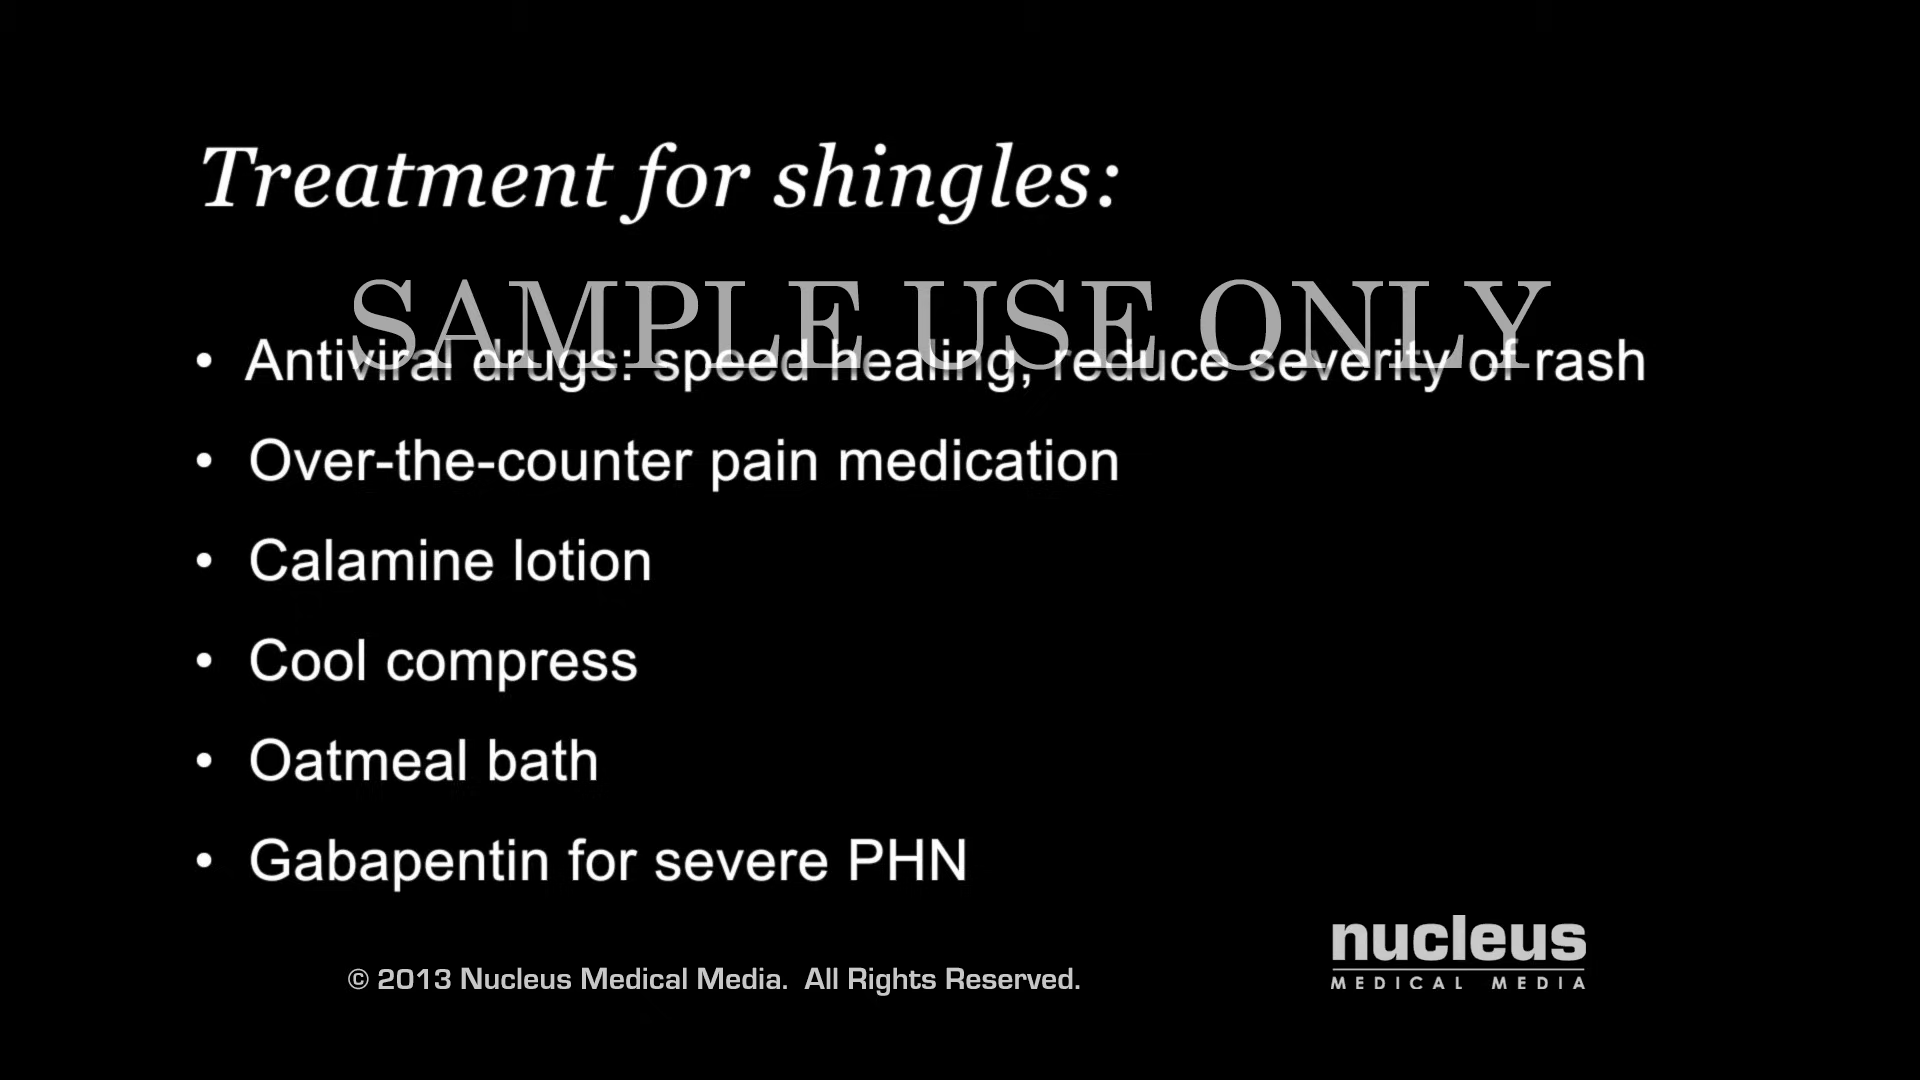 Treatment for shingles:
SAMPLE USE ONLY
• Antiviral drugs: speed healing, reduce severity of rash
• Over-the-counter pain medication
• Calamine lotion
• Cool compress
• Oatmeal bath
• Gabapentin for severe PHN
© 2013 Nucleus Medical Media. All Rights Reserved.
nucleus
MEDICAL MEDIA